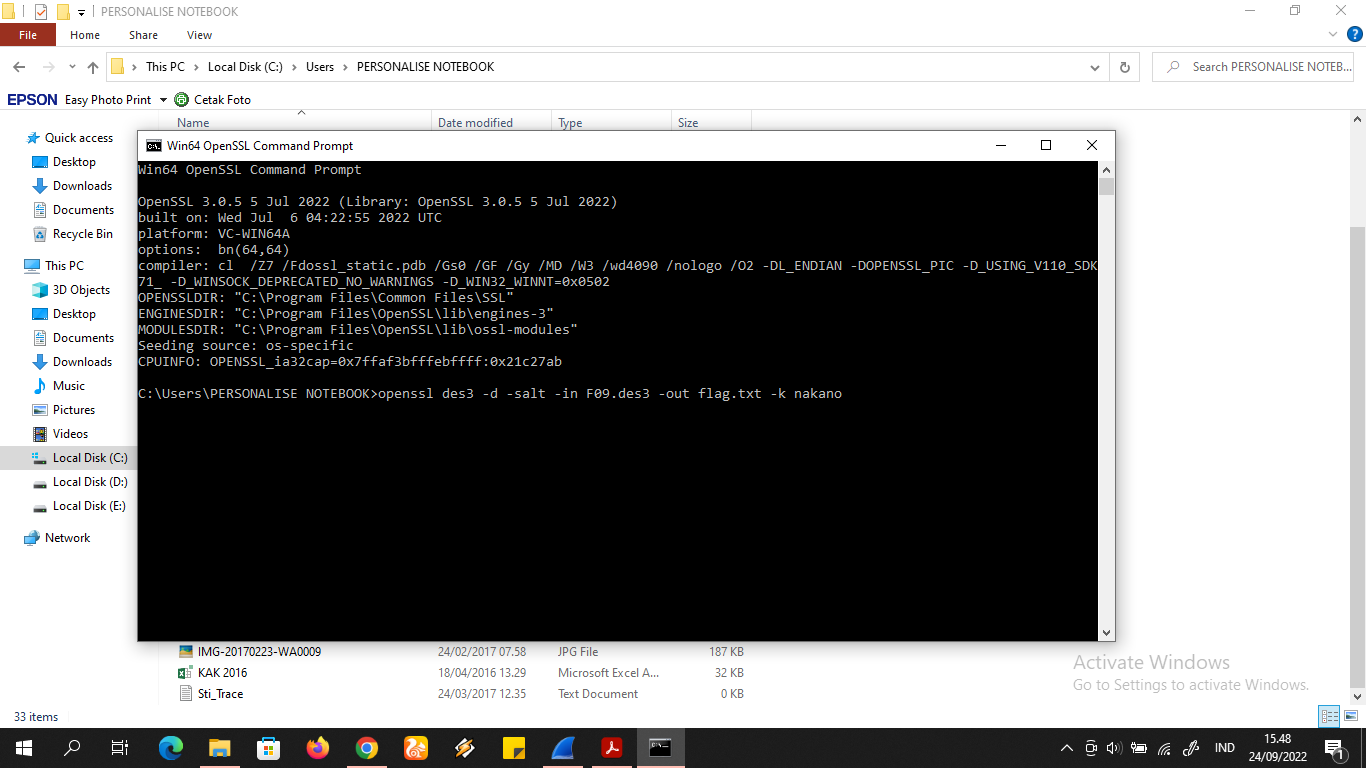 PERSONALISE NOTEBOOK
File Home Share View
This PC Local Disk (C:) Users PERSONALISE NOTEBOOK
Search PERSONALISE NOTEB...
EPSON Easy Photo Print Cetak Foto
Name Date modified Type Size
Quick access
Desktop
Downloads
Documents
Recycle Bin
This PC
3D Objects
Desktop
Documents
Downloads
Music
Pictures
Videos
Local Disk (C:)
Local Disk (D:)
Local Disk (E:)
Network
Win64 OpenSSL Command Prompt
Win64 OpenSSL Command Prompt
OpenSSL 3.0.5 5 Jul 2022 (Library: OpenSSL 3.0.5 5 Jul 2022)
built on: Wed Jul  6 04:22:55 2022 UTC
platform: VC-WIN64A
options:  bn(64,64)
compiler: cl  /Z7 /Fdossl_static.pdb /Gs0 /GF /Gy /MD /W3 /wd4090 /nologo /O2 -DL_ENDIAN -DOPENSSL_PIC -D_USING_V110_SDK
71_ -D_WINSOCK_DEPRECATED_NO_WARNINGS -D_WIN32_WINNT=0x0502
OPENSSLDIR: "C:\Program Files\Common Files\SSL"
ENGINESDIR: "C:\Program Files\OpenSSL\lib\engines-3"
MODULESDIR: "C:\Program Files\OpenSSL\lib\ossl-modules"
Seeding source: os-specific
CPUINFO: OPENSSL_ia32cap=0x7ffaf3bfffebffff:0x21c27ab
C:\Users\PERSONALISE NOTEBOOK>openssl des3 -d -salt -in F09.des3 -out flag.txt -k nakano
IMG-20170223-WA0009 24/02/2017 07.58 JPG File 187 KB
KAK 2016 18/04/2016 13.29 Microsoft Excel A... 32 KB
Sti_Trace 24/03/2017 12.35 Text Document 0 KB
Activate Windows
Go to Settings to activate Windows.
33 items
IND
15.48
24/09/2022
1